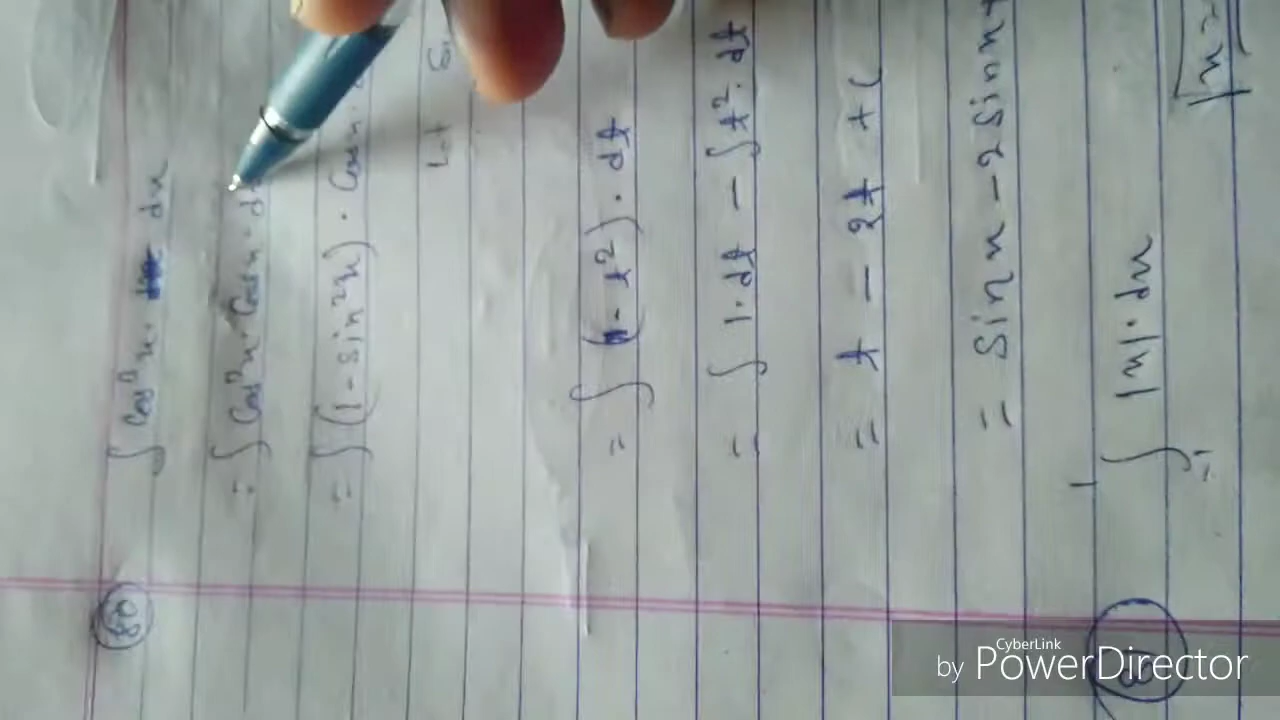 ∫ cos³x . dx
= ∫ cos²x . cosx . d
= ∫ (1 - sin²x) . cosx .
Let
= ∫ (1 - t²) . dt
= ∫ 1 . dt - ∫ t² . dt
= t - 2t + c
= sinx - 2 sinx +
∫₋₁¹ |x| . dx
CyberLink
by PowerDirector